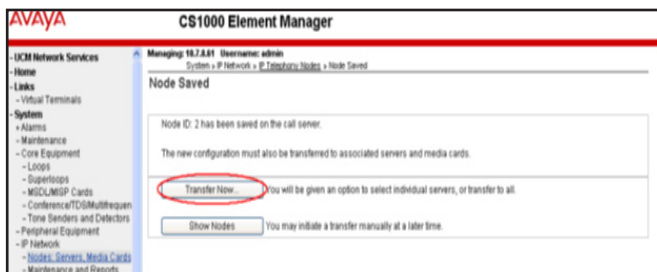 AVAYA
CS1000 Element Manager
- UCM Network Services
- Home
- Links
- Virtual Terminals
- System
+ Alarms
- Maintenance
- Core Equipment
- Loops
- Superloops
- MSDL/MISP Cards
- Conference/TDS/Multifrequen
- Tone Senders and Detectors
- Peripheral Equipment
- IP Network
- Nodes: Servers, Media Cards
- Maintenance and Reports
Managing: 10.7.8.61 Username: admin
System » IP Network » IP Telephony Nodes » Node Saved
Node Saved
Node ID: 2 has been saved on the call server.
The new configuration must also be transferred to associated servers and media cards.
Transfer Now... You will be given an option to select individual servers, or transfer to all.
Show Nodes You may initiate a transfer manually at a later time.